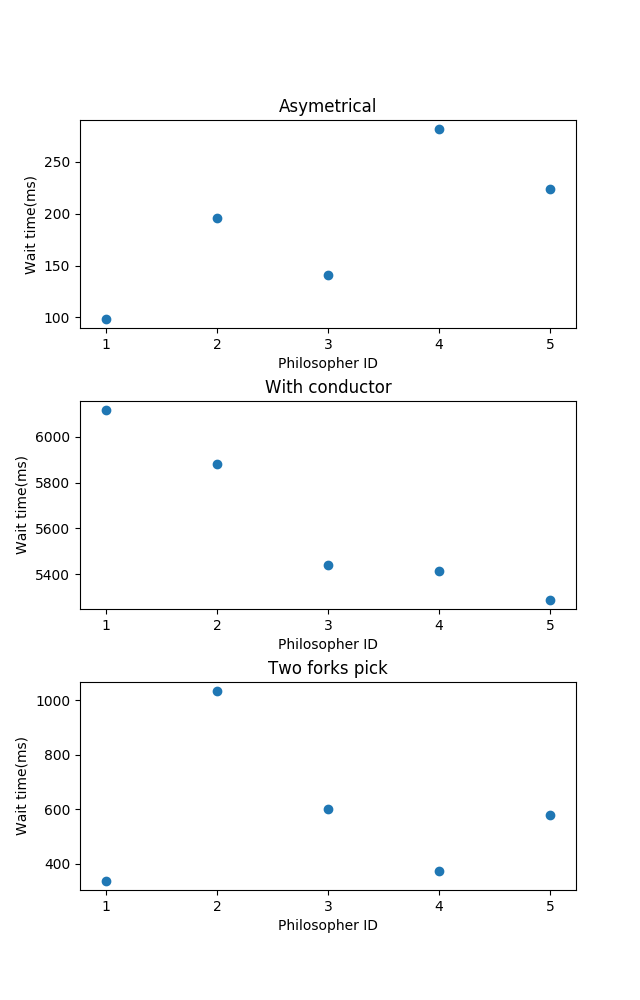 Asymetrical
250
200
150
100
Wait time(ms)
1 2 3 4 5
Philosopher ID
With conductor
6000
5800
5600
5400
Wait time(ms)
1 2 3 4 5
Philosopher ID
Two forks pick
1000
800
600
400
Wait time(ms)
1 2 3 4 5
Philosopher ID